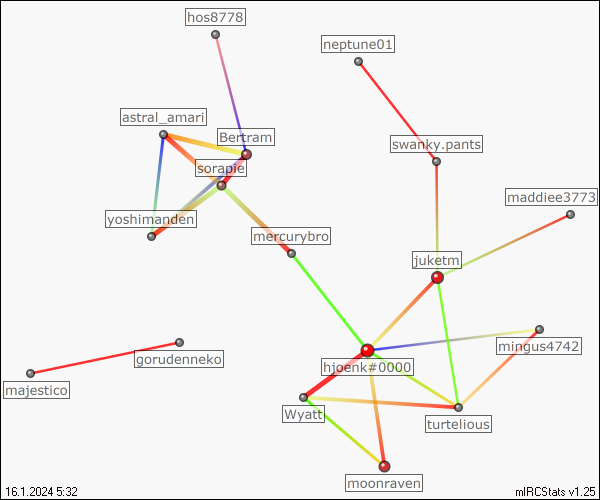 hos8778
neptune01
astral_amari
Bertram
swanky.pants
sorapie
maddiee3773
yoshimanden
mercurybro
juketm
mingus4742
gorudenneko
hjoenk#0000
majestico
Wyatt
turtelious
moonraven
16.1.2024 5:32
mIRCStats v1.25